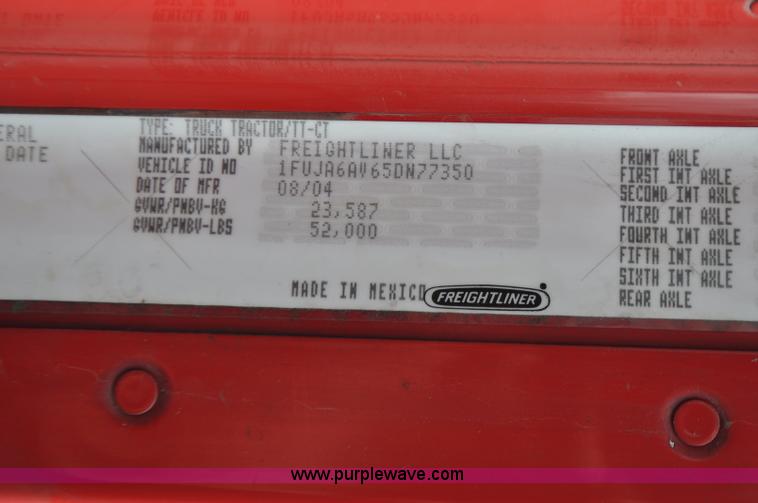 ERAL
DATE
TYPE: TRUCK TRACTOR/TT-CT
MANUFACTURED BY FREIGHTLINER LLC
VEHICLE ID NO 1FUJA6AV65DN77350
DATE OF MFR 08/04
GVWR/PNBV-KG 23,587
GVWR/PNBV-LBS 52,000
MADE IN MEXICO FREIGHTLINER
FRONT AXLE
FIRST INT AXLE
SECOND INT AXLE
THIRD INT AXLE
FOURTH INT AXLE
FIFTH INT AXLE
SIXTH INT AXLE
REAR AXLE
www.purplewave.com